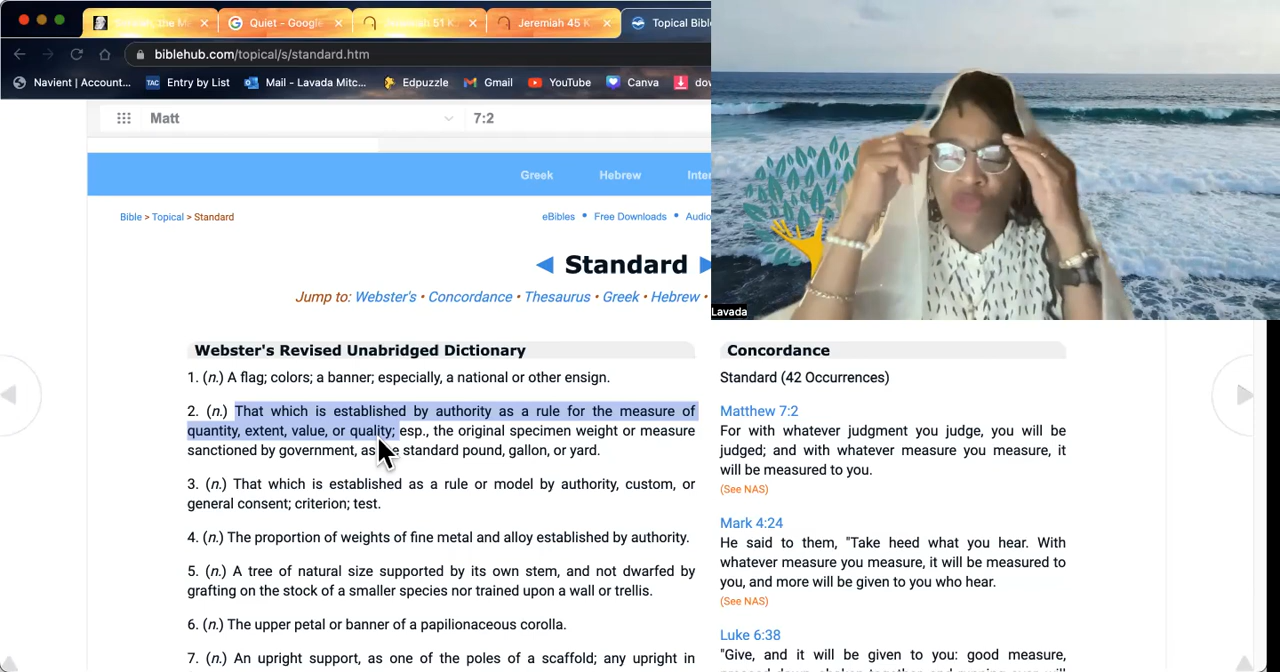 Quiet - Google
Jeremiah 51 K
Jeremiah 45 K
Topical Bible
biblehub.com/topical/s/standard.htm
Navient | Account... TAC Entry by List Mail - Lavada Mitc... Edpuzzle Gmail YouTube Canva
Matt 7:2
Greek Hebrew
Bible > Topical > Standard
eBibles • Free Downloads • Audio
Standard
Jump to: Webster's • Concordance • Thesaurus • Greek • Hebrew •
Lavada
Webster's Revised Unabridged Dictionary
1. (n.) A flag; colors; a banner; especially, a national or other ensign.
2. (n.) That which is established by authority as a rule for the measure of
quantity, extent, value, or quality; esp., the original specimen weight or measure
sanctioned by government, as the standard pound, gallon, or yard.
3. (n.) That which is established as a rule or model by authority, custom, or
general consent; criterion; test.
4. (n.) The proportion of weights of fine metal and alloy established by authority.
5. (n.) A tree of natural size supported by its own stem, and not dwarfed by
grafting on the stock of a smaller species nor trained upon a wall or trellis.
6. (n.) The upper petal or banner of a papilionaceous corolla.
7. (n.) An upright support, as one of the poles of a scaffold; any upright in
Concordance
Standard (42 Occurrences)
Matthew 7:2
For with whatever judgment you judge, you will be
judged; and with whatever measure you measure, it
will be measured to you.
(See NAS)
Mark 4:24
He said to them, "Take heed what you hear. With
whatever measure you measure, it will be measured to
you, and more will be given to you who hear.
(See NAS)
Luke 6:38
"Give, and it will be given to you: good measure,